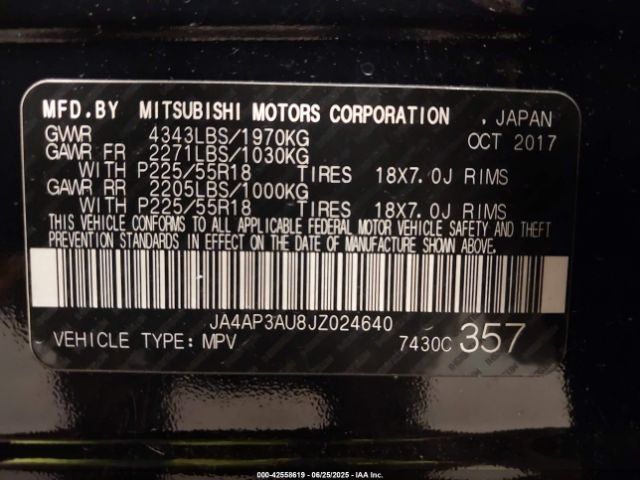 MFD.BY MITSUBISHI MOTORS CORPORATION , JAPAN
GVWR 4343LBS/1970KG OCT 2017
GAWR FR 2271LBS/1030KG
WITH P225/55R18 TIRES 18X7.0J RIMS
GAWR RR 2205LBS/1000KG
WITH P225/55R18 TIRES 18X7.0J RIMS
THIS VEHICLE CONFORMS TO ALL APPLICABLE FEDERAL MOTOR VEHICLE SAFETY AND THEFT
PREVENTION STANDARDS IN EFFECT ON THE DATE OF MANUFACTURE SHOWN ABOVE.
JA4AP3AU8JZ024640
VEHICLE TYPE: MPV 7430C 357
000-42558619 - 06/25/2025 - IAA Inc.